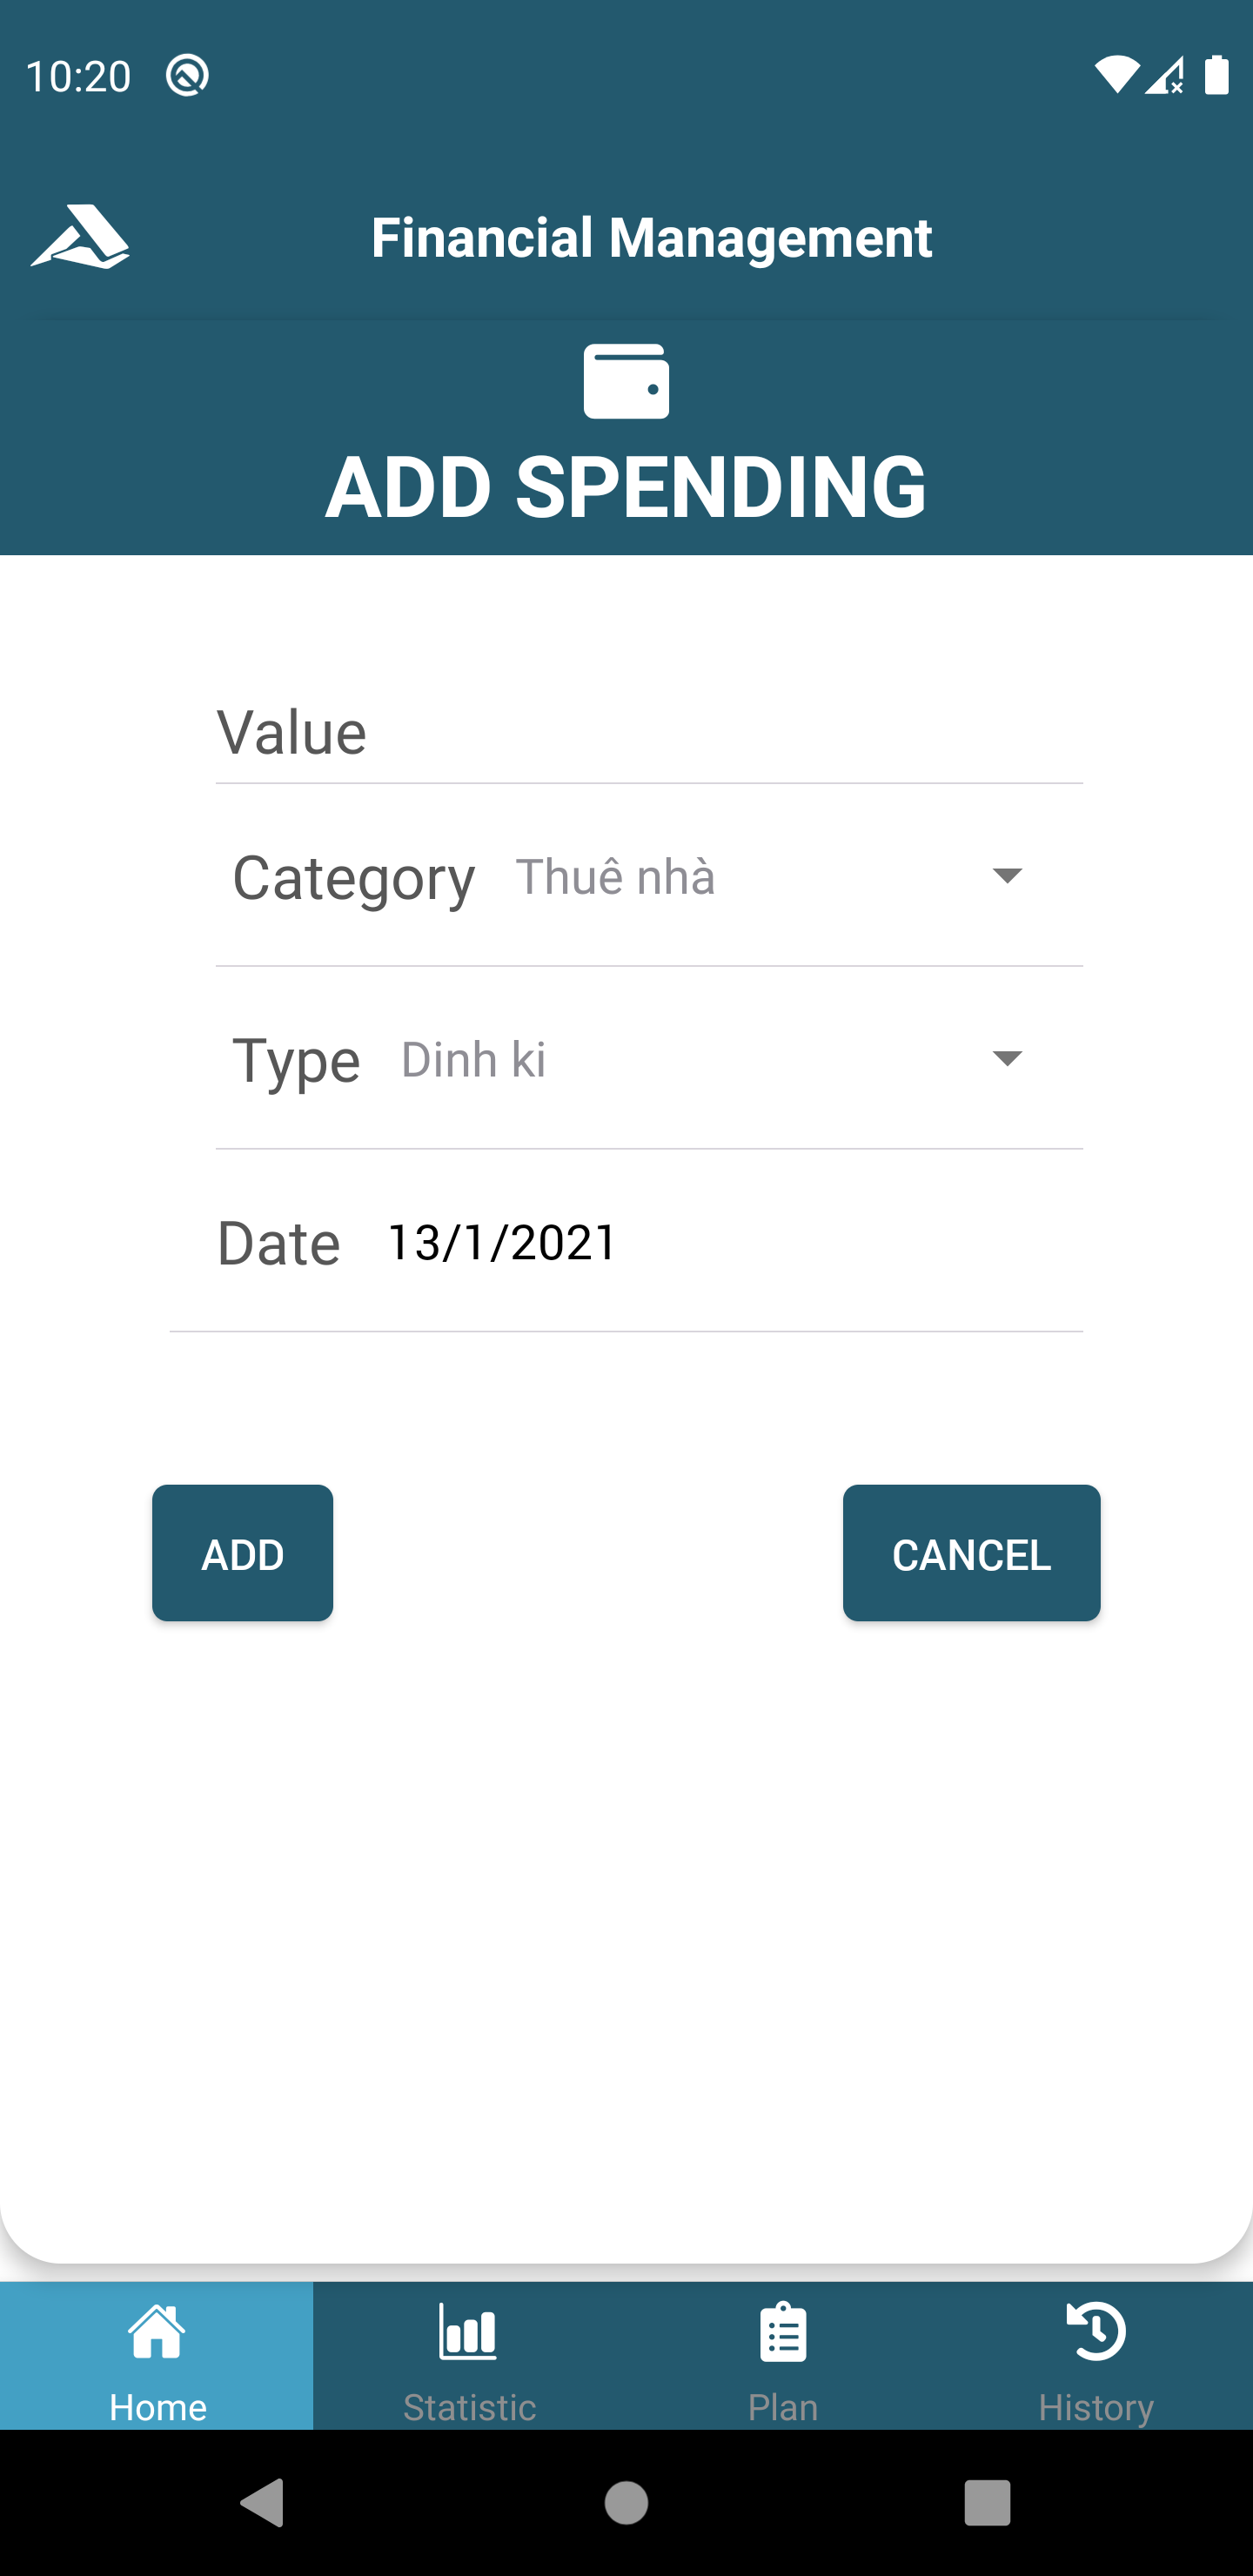 10:20
Financial Management
ADD SPENDING
Value
Category Thuê nhà
Type Dinh ki
Date 13/1/2021
ADD CANCEL
Home Statistic Plan History